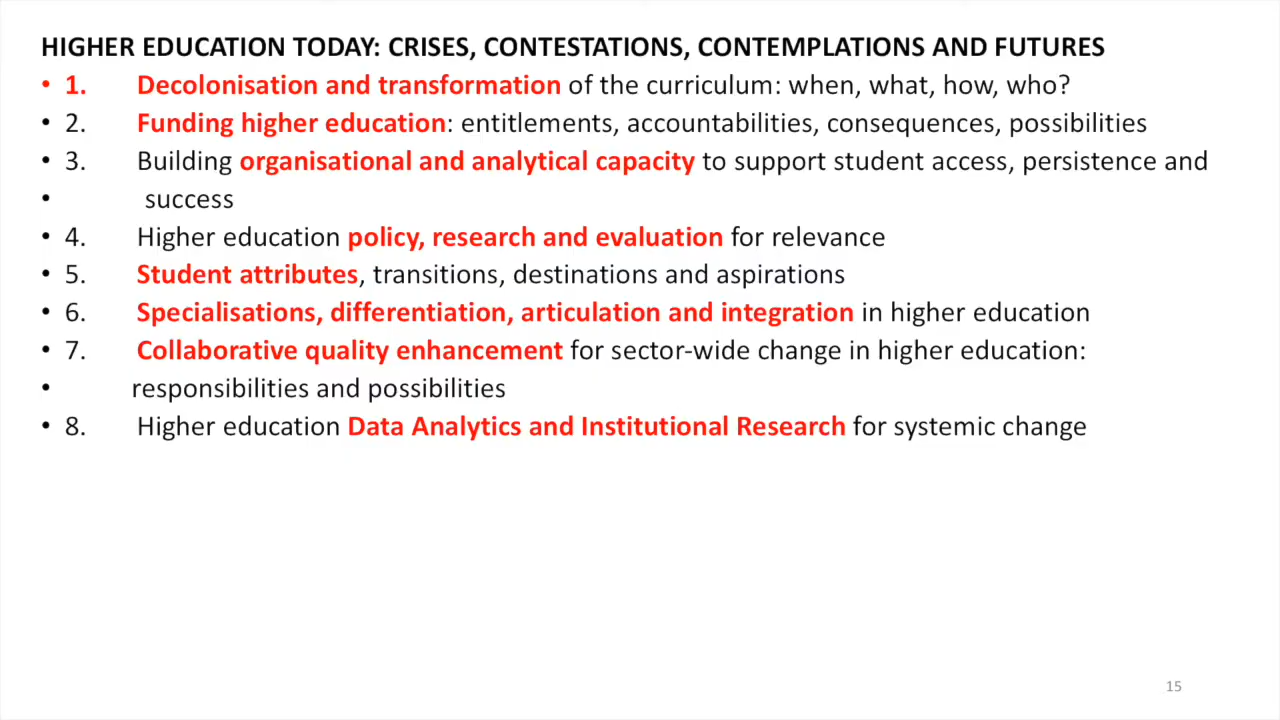 HIGHER EDUCATION TODAY: CRISES, CONTESTATIONS, CONTEMPLATIONS AND FUTURES
• 1. Decolonisation and transformation of the curriculum: when, what, how, who?
• 2. Funding higher education: entitlements, accountabilities, consequences, possibilities
• 3. Building organisational and analytical capacity to support student access, persistence and
• success
• 4. Higher education policy, research and evaluation for relevance
• 5. Student attributes, transitions, destinations and aspirations
• 6. Specialisations, differentiation, articulation and integration in higher education
• 7. Collaborative quality enhancement for sector-wide change in higher education:
• responsibilities and possibilities
• 8. Higher education Data Analytics and Institutional Research for systemic change
15